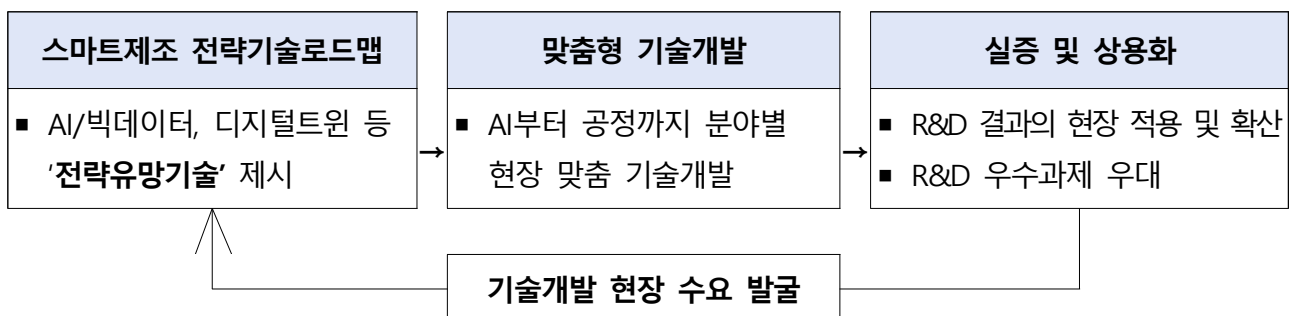 스마트제조 전략기술로드맵
▪ AI/빅데이터, 디지털트윈 등
'전략유망기술' 제시
→
맞춤형 기술개발
▪ AI부터 공정까지 분야별
현장 맞춤 기술개발
→
실증 및 상용화
▪ R&D 결과의 현장 적용 및 확산
▪ R&D 우수과제 우대
기술개발 현장 수요 발굴